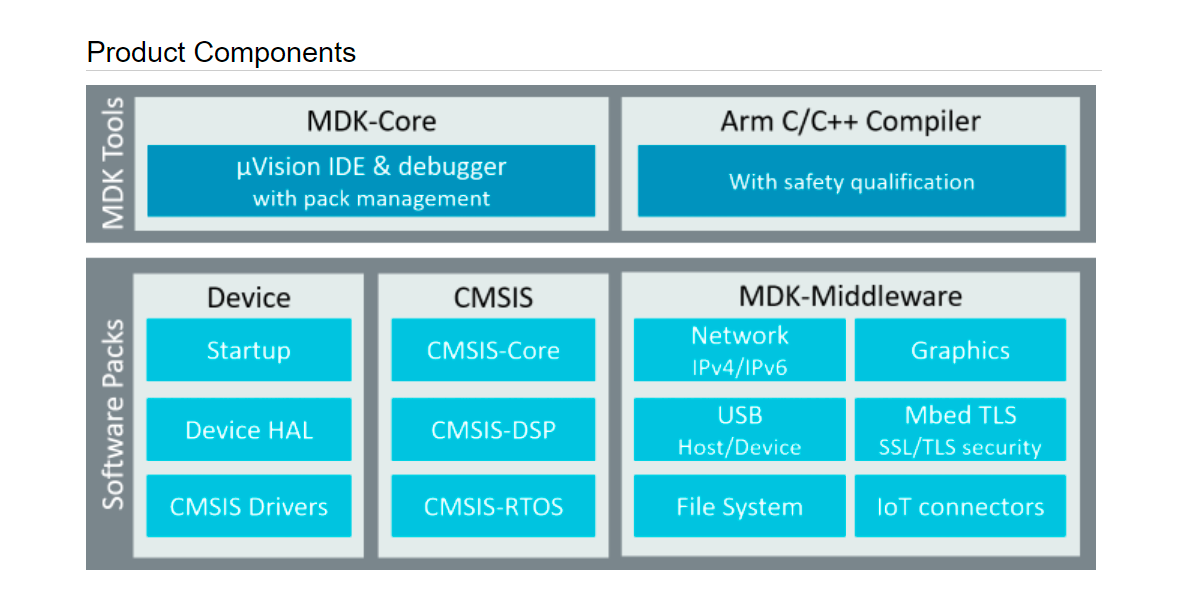 Product Components
MDK Tools
MDK-Core
µVision IDE & debugger
with pack management
Arm C/C++ Compiler
With safety qualification
Software Packs
Device
Startup
Device HAL
CMSIS Drivers
CMSIS
CMSIS-Core
CMSIS-DSP
CMSIS-RTOS
MDK-Middleware
Network
IPv4/IPv6
Graphics
USB
Host/Device
Mbed TLS
SSL/TLS security
File System
IoT connectors